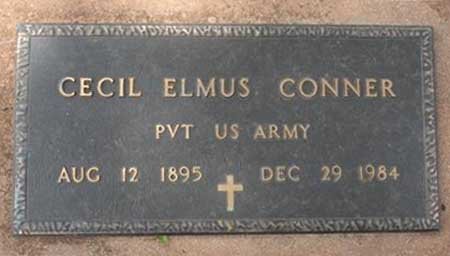 CECIL ELMUS CONNER
PVT US ARMY
AUG 12 1895 DEC 29 1984